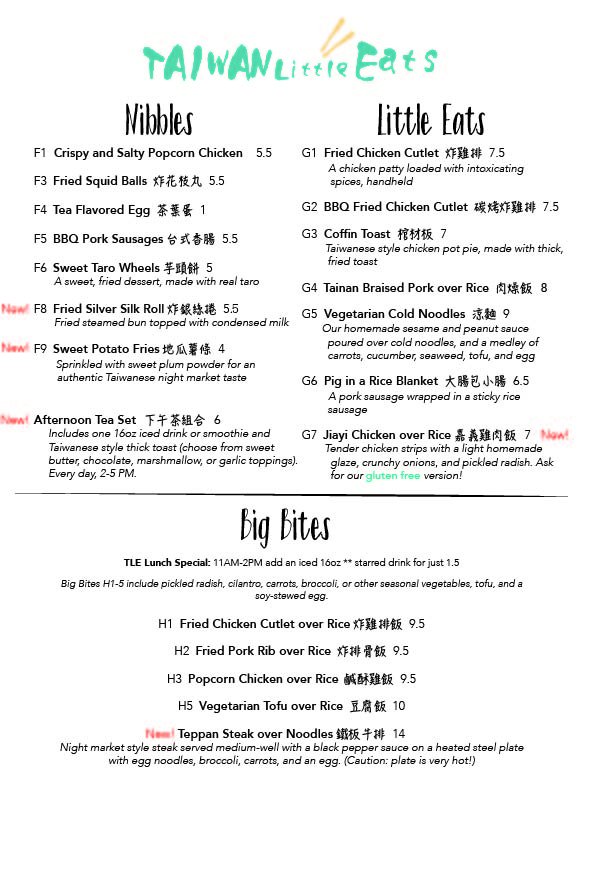 TAIWAN Little Eats
Nibbles
F1 Crispy and Salty Popcorn Chicken 5.5
F3 Fried Squid Balls 炸花枝丸 5.5
F4 Tea Flavored Egg 茶葉蛋 1
F5 BBQ Pork Sausages 台式香腸 5.5
F6 Sweet Taro Wheels 芋頭餅 5
A sweet, fried dessert, made with real taro
New! F8 Fried Silver Silk Roll 炸銀絲捲 5.5
Fried steamed bun topped with condensed milk
New! F9 Sweet Potato Fries 地瓜薯條 4
Sprinkled with sweet plum powder for an
authentic Taiwanese night market taste
New! Afternoon Tea Set 下午茶組合 6
Includes one 16oz iced drink or smoothie and
Taiwanese style thick toast (choose from sweet
butter, chocolate, marshmallow, or garlic toppings).
Every day, 2-5 PM.
Little Eats
G1 Fried Chicken Cutlet 炸雞排 7.5
A chicken patty loaded with intoxicating
spices, handheld
G2 BBQ Fried Chicken Cutlet 碳烤炸雞排 7.5
G3 Coffin Toast 棺材板 7
Taiwanese style chicken pot pie, made with thick,
fried toast
G4 Tainan Braised Pork over Rice 肉燥飯 8
G5 Vegetarian Cold Noodles 涼麵 9
Our homemade sesame and peanut sauce
poured over cold noodles, and a medley of
carrots, cucumber, seaweed, tofu, and egg
G6 Pig in a Rice Blanket 大腸包小腸 6.5
A pork sausage wrapped in a sticky rice
sausage
G7 Jiayi Chicken over Rice 嘉義雞肉飯 7 New!
Tender chicken strips with a light homemade
glaze, crunchy onions, and pickled radish. Ask
for our gluten free version!
Big Bites
TLE Lunch Special: 11AM-2PM add an iced 16oz ** starred drink for just 1.5
Big Bites H1-5 include pickled radish, cilantro, carrots, broccoli, or other seasonal vegetables, tofu, and a
soy-stewed egg.
H1 Fried Chicken Cutlet over Rice 炸雞排飯 9.5
H2 Fried Pork Rib over Rice 炸排骨飯 9.5
H3 Popcorn Chicken over Rice 鹹酥雞飯 9.5
H5 Vegetarian Tofu over Rice 豆腐飯 10
New! Teppan Steak over Noodles 鐵板牛排 14
Night market style steak served medium-well with a black pepper sauce on a heated steel plate
with egg noodles, broccoli, carrots, and an egg. (Caution: plate is very hot!)